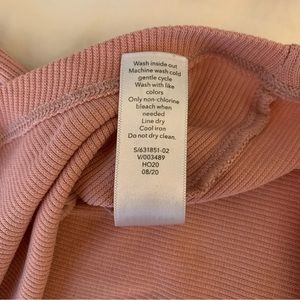 Wash inside out
Machine wash cold
gentle cycle
Wash with like
colors
Only non-chlorine
bleach when
needed
Line dry
Cool iron
Do not dry clean.
S/631851-02
V/003489
HO20
08/20